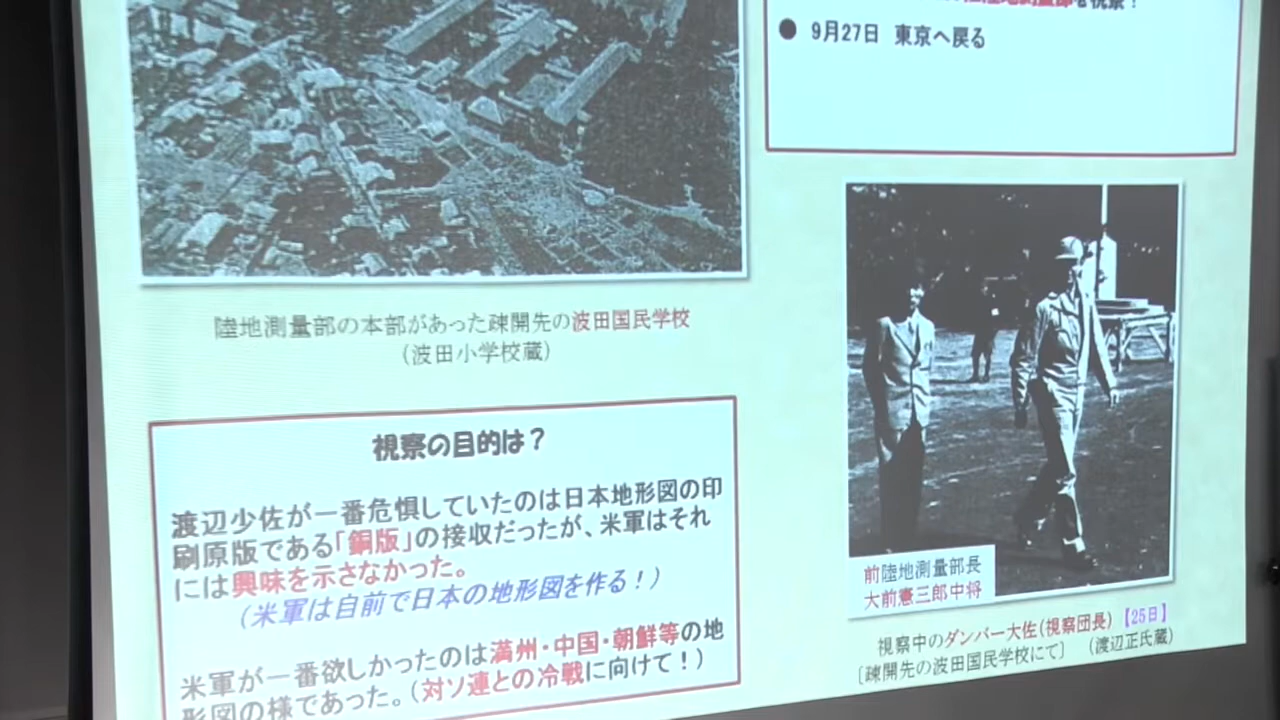 陸地測量部を視察!
● 9月27日 東京へ戻る
陸地測量部の本部があった疎開先の波田国民学校
(波田小学校蔵)
視察の目的は?
渡辺少佐が一番危惧していたのは日本地形図の印
刷原版である「銅版」の接収だったが、米軍はそれ
には興味を示さなかった。
(米軍は自前で日本の地形図を作る!)
米軍が一番欲しかったのは満州・中国・朝鮮等の地
形図の様であった。(対ソ連との冷戦に向けて!)
前陸地測量部長
大前憲三郎中将
視察中のダンバー大佐(視察団長)【25日】
〔疎開先の波田国民学校にて〕 (渡辺正氏蔵)